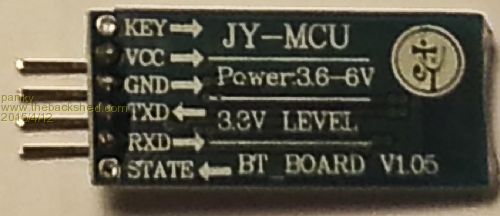 KEY→ JY-MCU
VCC→
GND→ Power:3.6-6V
TXD←
RXD→ 3.3V LEVEL
STATE← BT_BOARD V1.05
www.thebackshed.com
2015/4/12